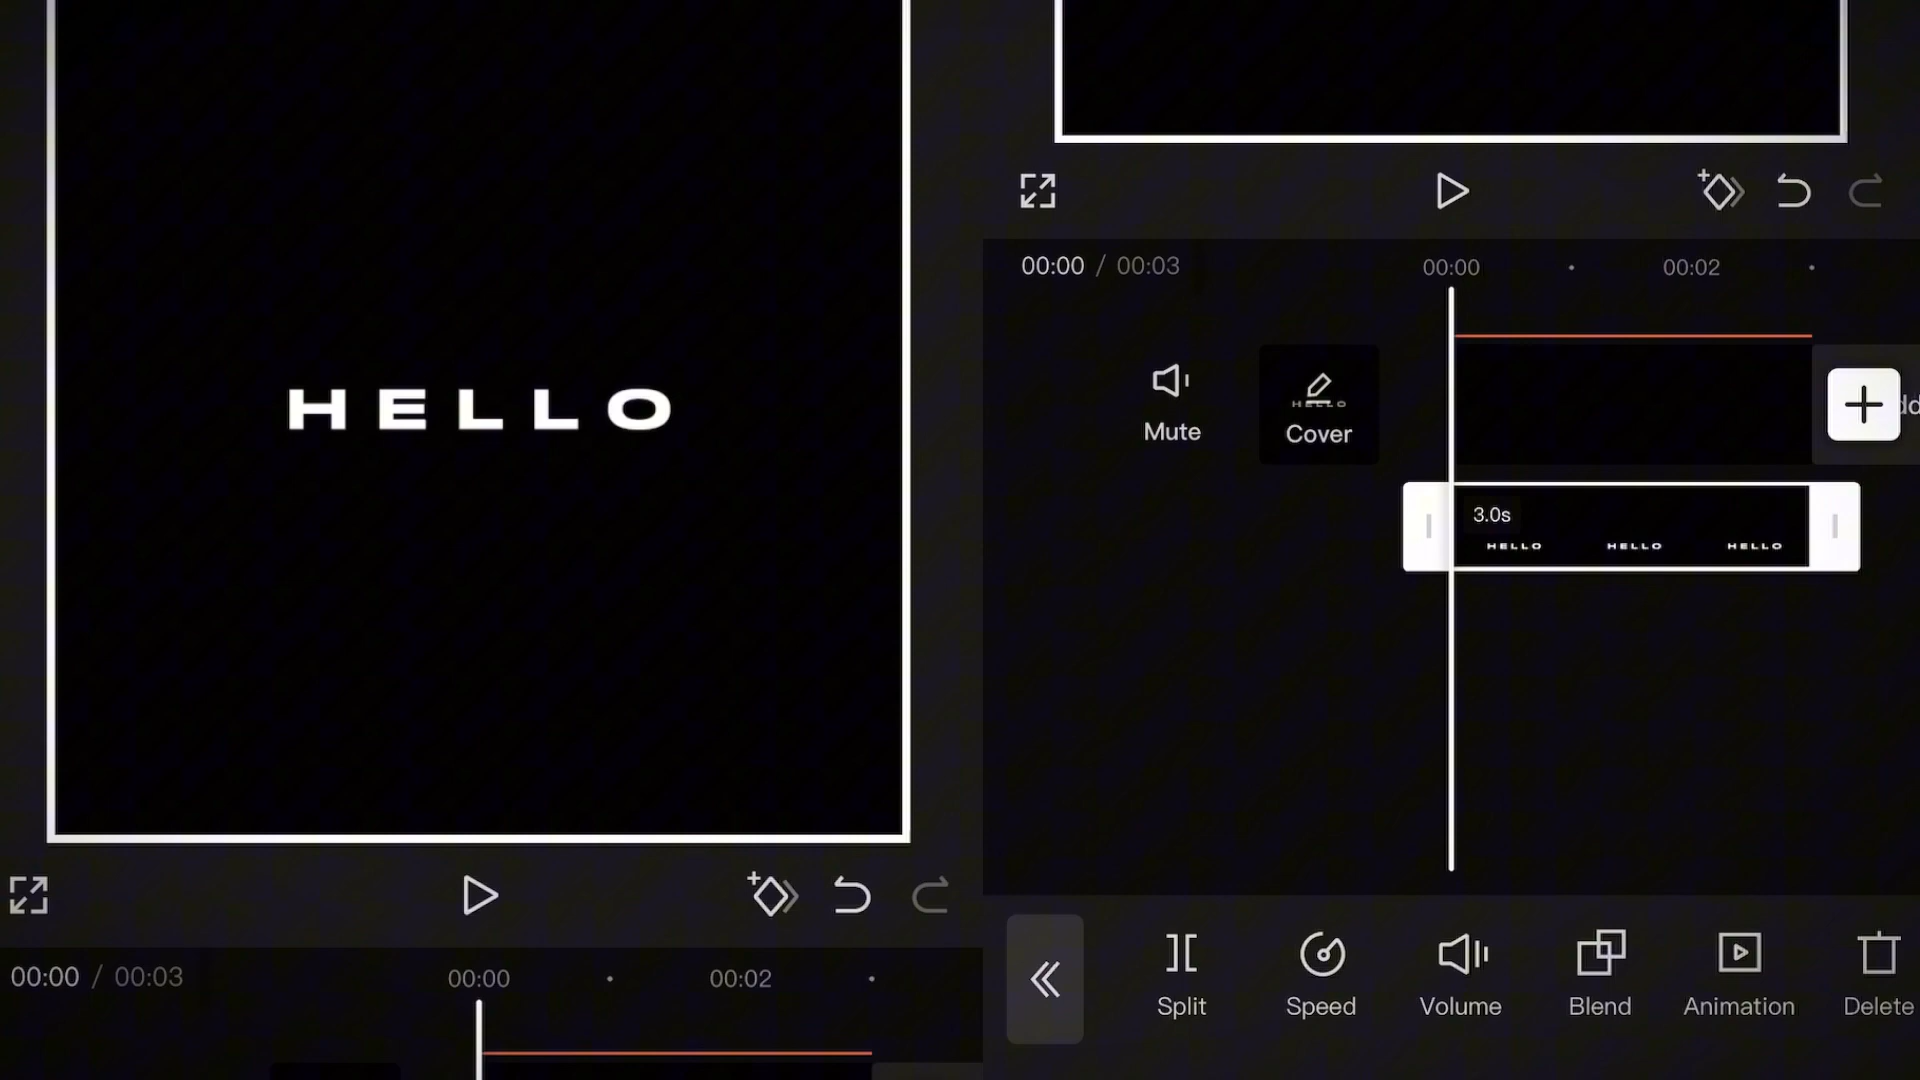 HELLO
00:00 / 00:03
00:00
00:02
00:00 / 00:03
00:00
00:02
Mute
HELLO
Cover
3.0s
HELLO HELLO HELLO
Split
Speed
Volume
Blend
Animation
Delete